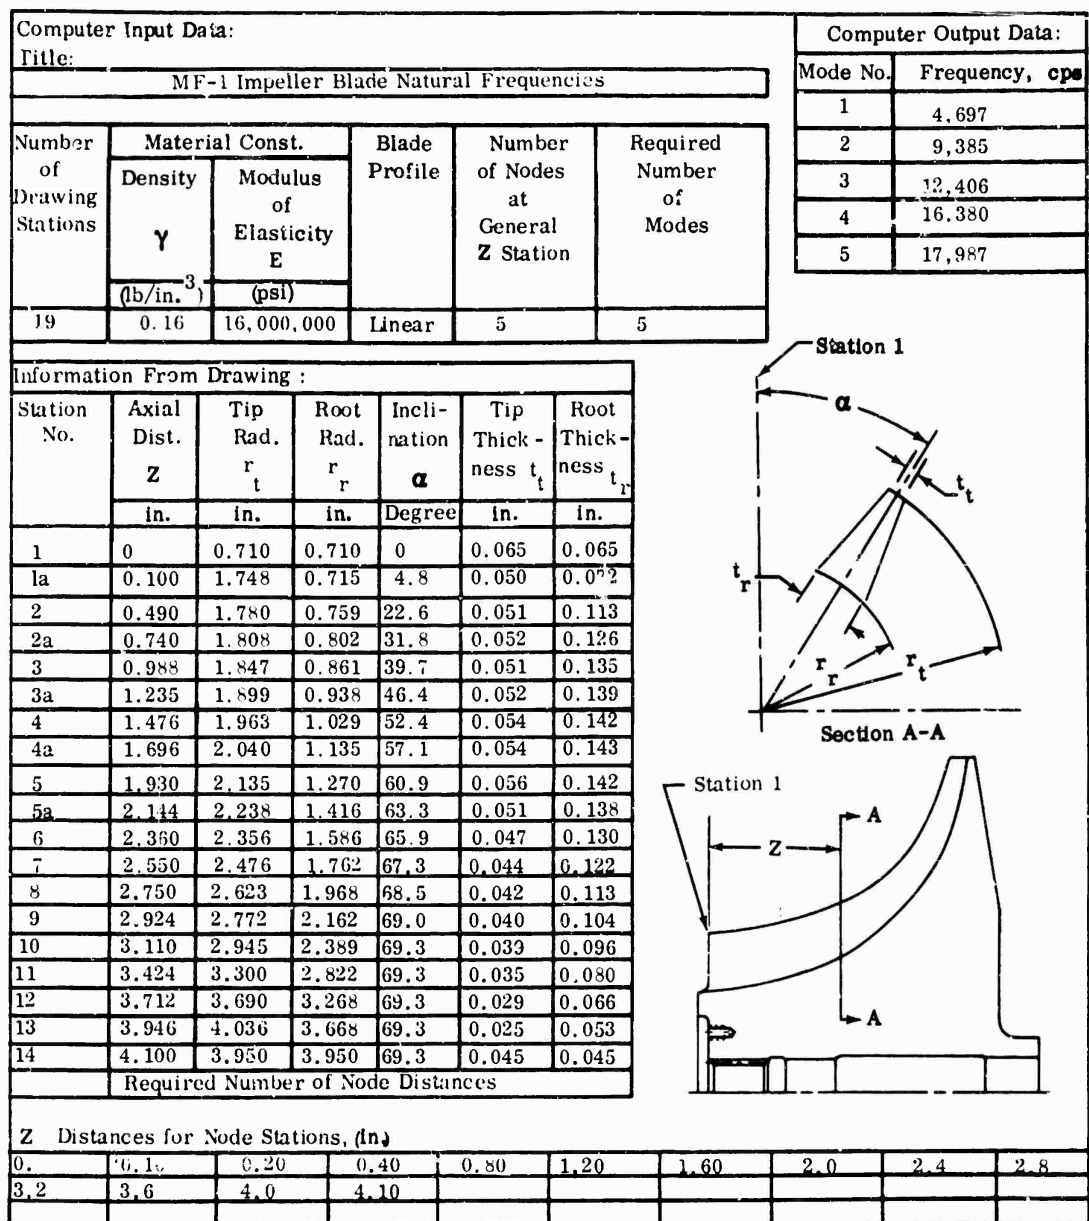 Computer Input Data:
Title:
MF-1 Impeller Blade Natural Frequencies
Computer Output Data:
Mode No. Frequency, cps
1 4,697
2 9,385
3 12,406
4 16.380
5 17,987
Number of Drawing Stations
Material Const.
Density γ (lb/in.3)
Modulus of Elasticity E (psi)
Blade Profile
Number of Nodes at General Z Station
Required Number of Modes
19 0.16 16,000,000 Linear 5 5
Information From Drawing :
Station No. Axial Dist. Z Tip Rad. r t Root Rad. r r Incli-nation α Tip Thick-ness t t Root Thick-ness t r
in. in. in. Degree in. in.
1 0 0.710 0.710 0 0.065 0.065
1a 0.100 1.748 0.715 4.8 0.050
2 0.490 1.780 0.759 22.6 0.051 0.113
2a 0.740 1.808 0.802 31.8 0.052 0.126
3 0.988 1.847 0.861 39.7 0.051 0.135
3a 1.235 1.899 0.938 46.4 0.052 0.139
4 1.476 1.963 1.029 52.4 0.054 0.142
4a 1.696 2.040 1.135 57.1 0.054 0.143
5 1.930 2.135 1.270 60.9 0.056 0.142
5a 2.144 2.238 1.416 63.3 0.051 0.138
6 2.360 2.356 1.586 65.9 0.047 0.130
7 2.550 2.476 1.762 67.3 0.044 0.122
8 2.750 2.623 1.968 68.5 0.042 0.113
9 2.924 2.772 2.162 69.0 0.040 0.104
10 3.110 2.945 2.389 69.3 0.039 0.096
11 3.424 3.300 2.822 69.3 0.035 0.080
12 3.712 3.690 3.268 69.3 0.029 0.066
13 3.946 4.036 3.668 69.3 0.025 0.053
14 4.100 3.950 3.950 69.3 0.045 0.045
Required Number of Node Distances
Station 1
α
t t
t r
r r
r t
Section A-A
Station 1
A
Z
A
Z Distances for Node Stations, (in.)
0. 0.20 0.40 0.80 1.20 1.60 2.0 2.4 2.8
3.2 3.6 4.0 4.10